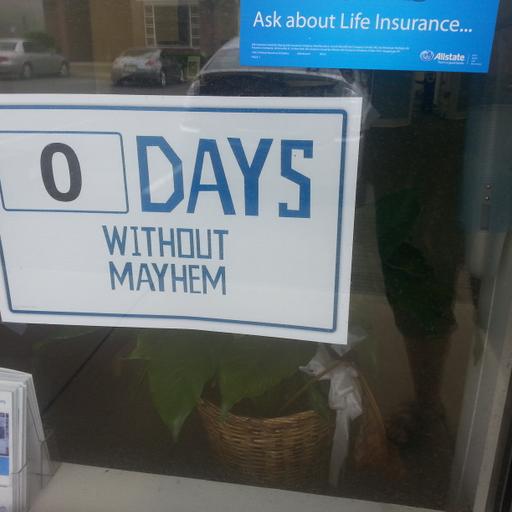 Ask about Life Insurance...
Allstate
0 DAYS
WITHOUT
MAYHEM